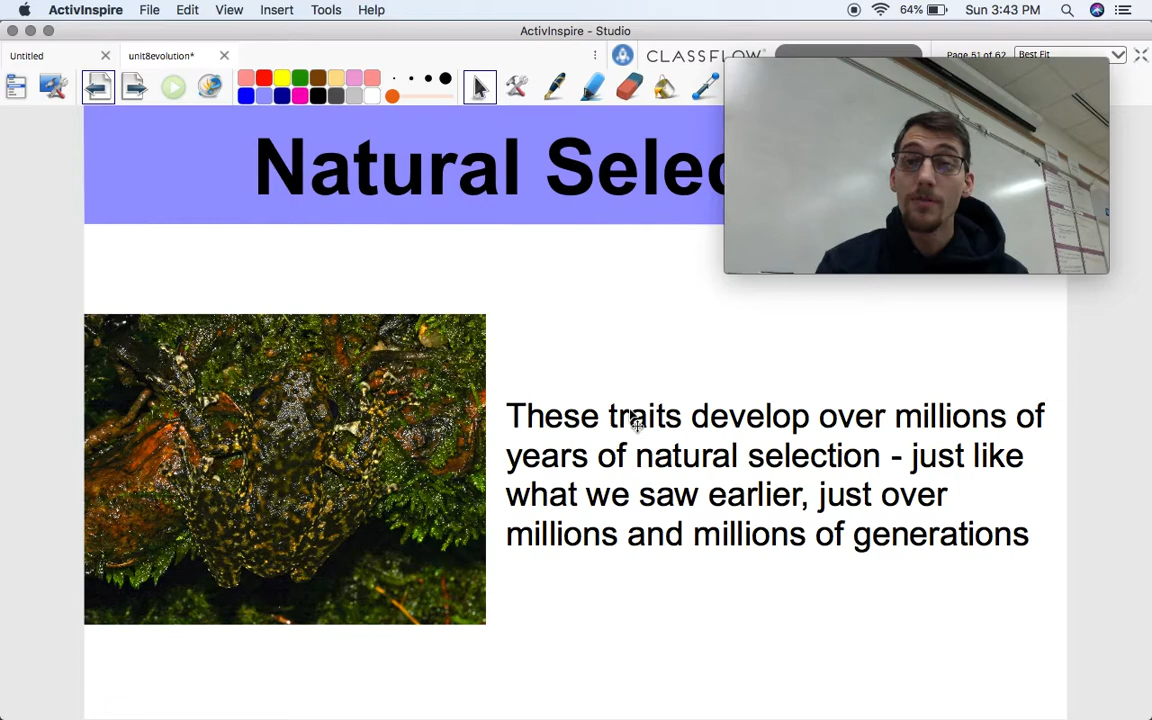 ActivInspire File Edit View Insert Tools Help 64% Sun 3:43 PM
ActivInspire - Studio
Untitled unit8evolution* CLASSFLOW Page 51 of 62 Best Fit
Natural Selec
These traits develop over millions of
years of natural selection - just like
what we saw earlier, just over
millions and millions of generations